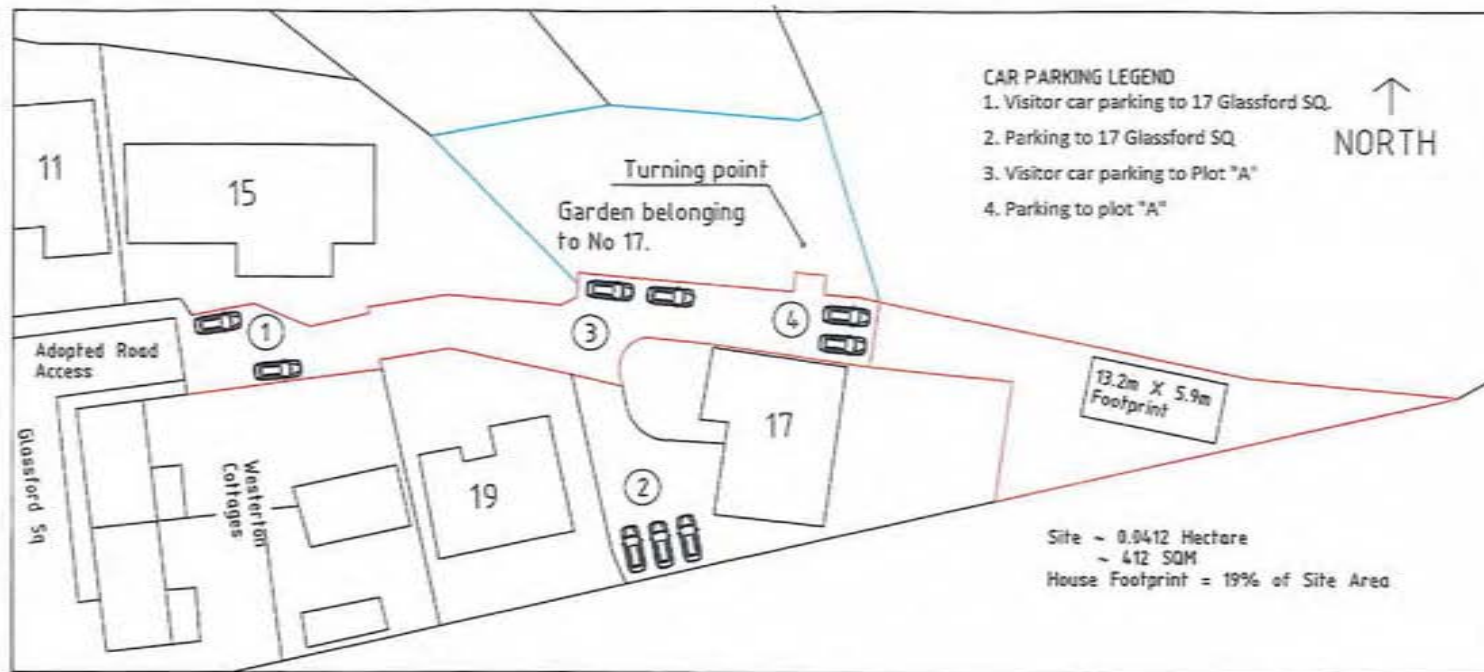 CAR PARKING LEGEND
1. Visitor car parking to 17 Glassford SQ.
2. Parking to 17 Glassford SQ
3. Visitor car parking to Plot "A"
4. Parking to plot "A"
NORTH
11
15
Turning point
Garden belonging
to No 17.
1
3
4
Adopted Road
Access
13.2m X 5.9m
Footprint
17
Glassford Sq
Westerton
Cottages
19
2
Site ~ 0.0412 Hectare
~ 412 SQM
House Footprint = 19% of Site Area